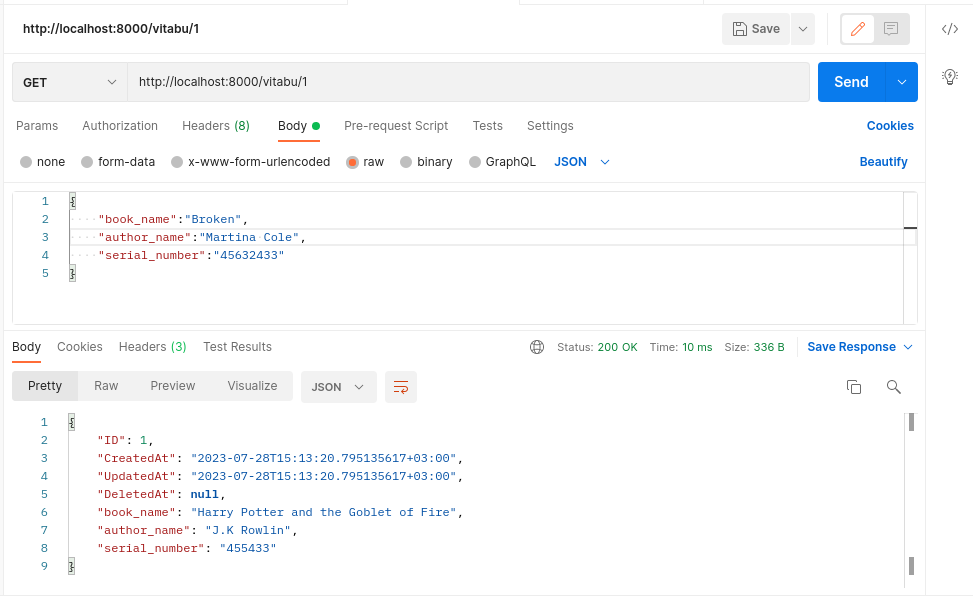 http://localhost:8000/vitabu/1 Save </>
GET http://localhost:8000/vitabu/1 Send
Params Authorization Headers (8) Body Pre-request Script Tests Settings Cookies
none form-data x-www-form-urlencoded raw binary GraphQL JSON Beautify
1 {
2 ····"book_name":"Broken",
3 ····"author_name":"Martina·Cole",
4 ····"serial_number":"45632433"
5 }
Body Cookies Headers (3) Test Results Status: 200 OK Time: 10 ms Size: 336 B Save Response
Pretty Raw Preview Visualize JSON
1 {
2 "ID": 1,
3 "CreatedAt": "2023-07-28T15:13:20.795135617+03:00",
4 "UpdatedAt": "2023-07-28T15:13:20.795135617+03:00",
5 "DeletedAt": null,
6 "book_name": "Harry Potter and the Goblet of Fire",
7 "author_name": "J.K Rowlin",
8 "serial_number": "455433"
9 }